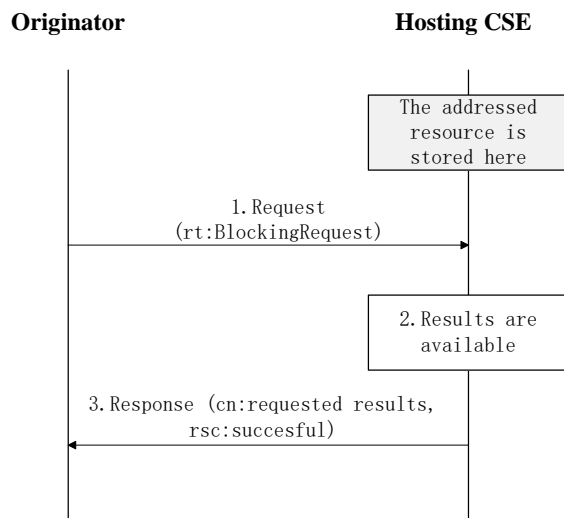 Originator
Hosting CSE
The addressed
resource is
stored here
1.Request
(rt:BlockingRequest)
2.Results are
available
3.Response (cn:requested results,
rsc:succesful)